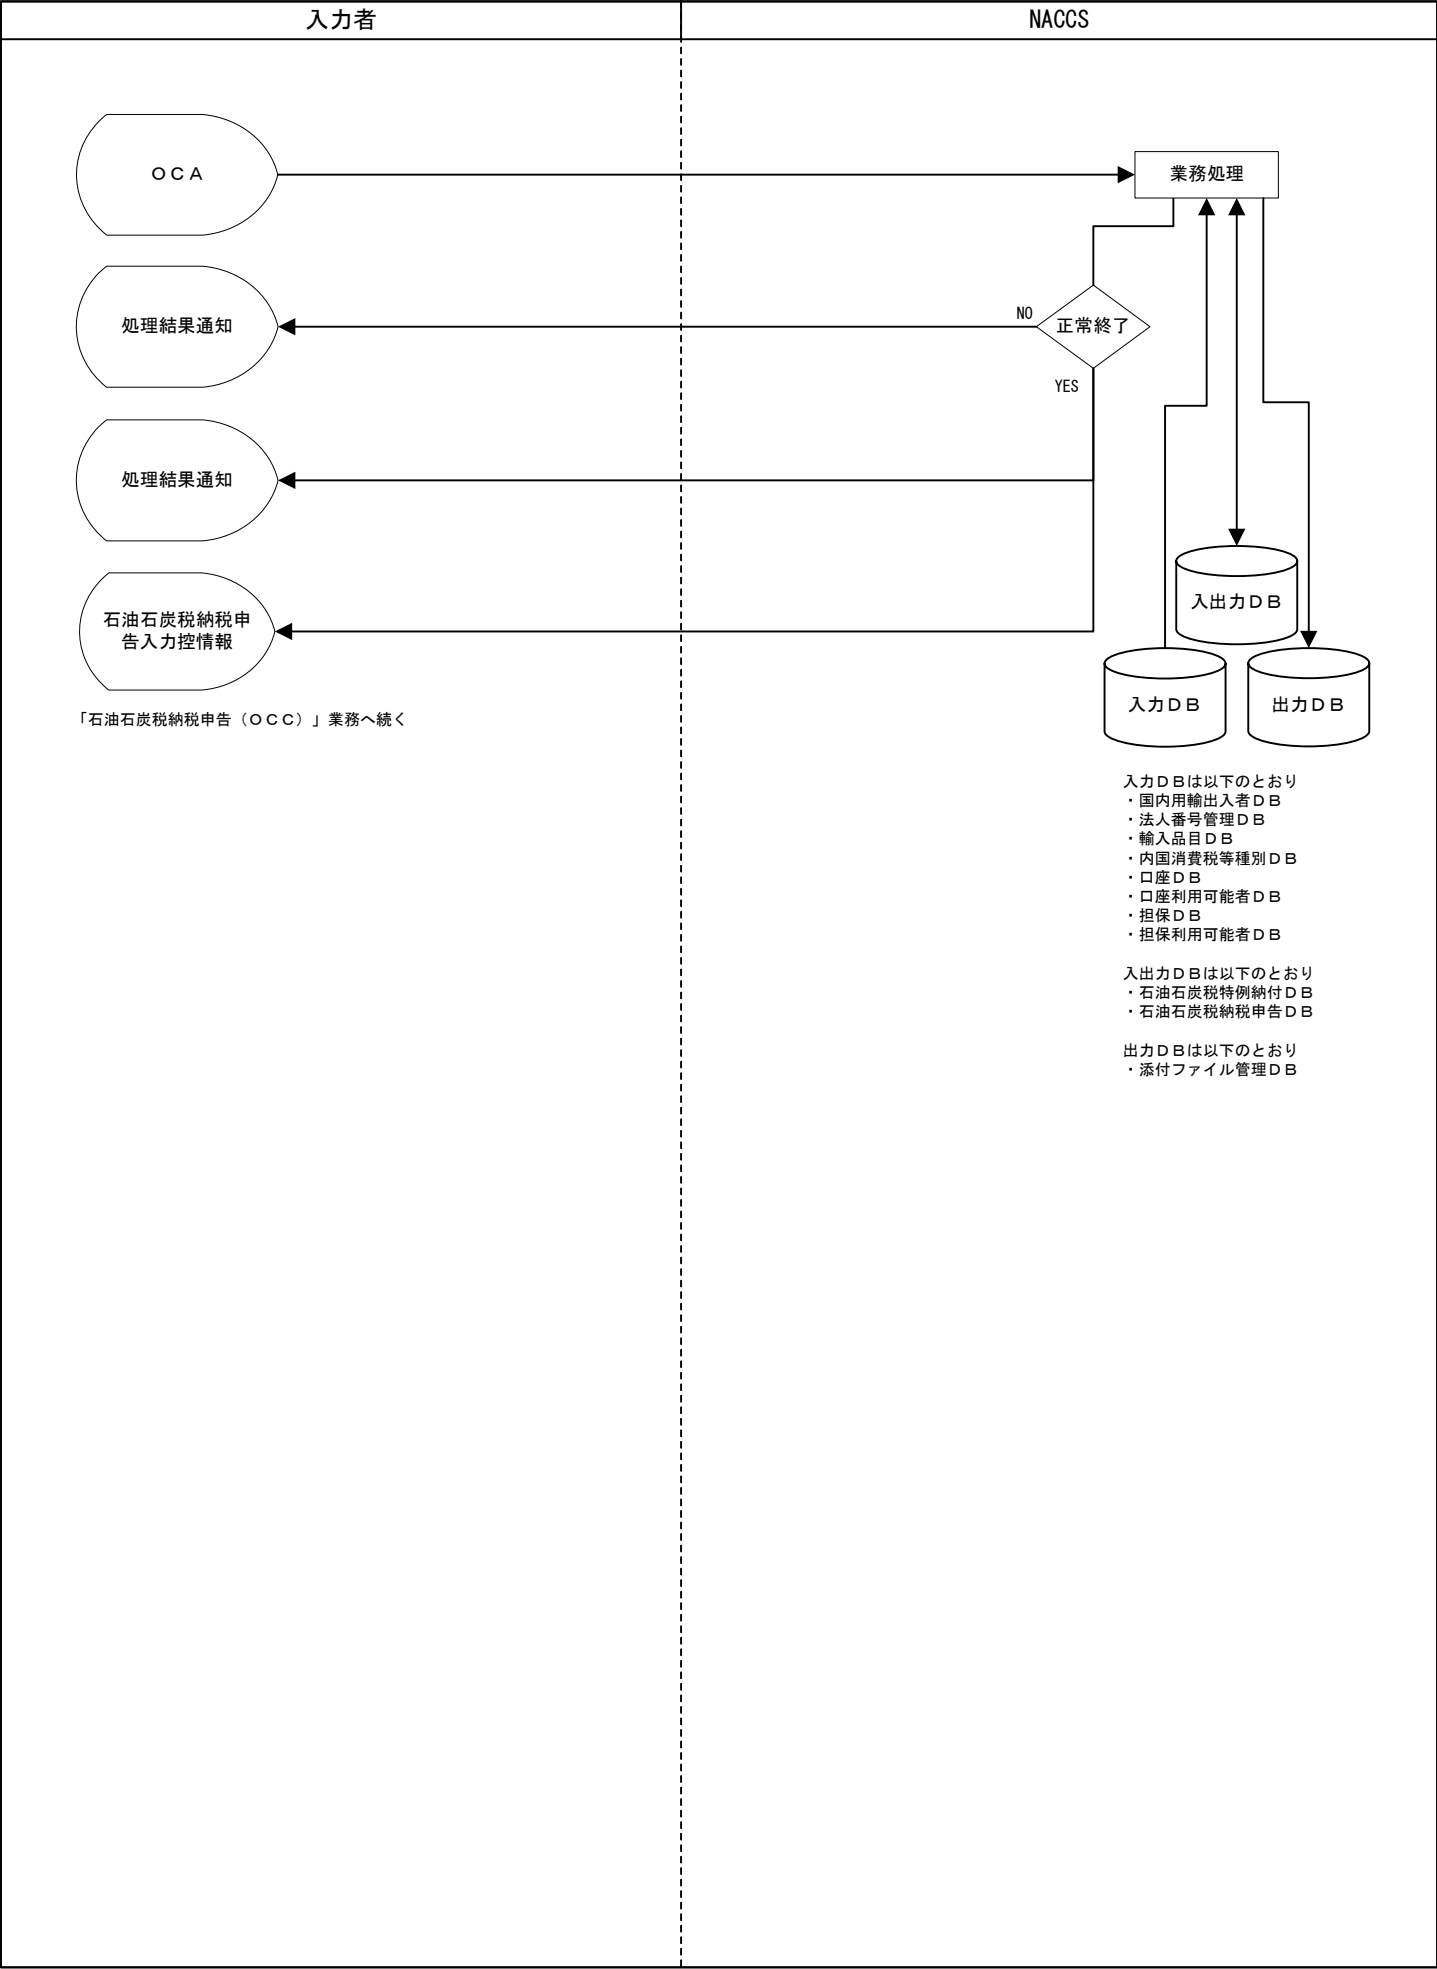 入力者
NACCS
ＯＣＡ
業務処理
処理結果通知
NO
正常終了
YES
処理結果通知
入出力ＤＢ
石油石炭税納税申
告入力控情報
入力ＤＢ
出力ＤＢ
「石油石炭税納税申告（ＯＣＣ）」業務へ続く
入力ＤＢは以下のとおり
・国内用輸出入者ＤＢ
・法人番号管理ＤＢ
・輸入品目ＤＢ
・内国消費税等種別ＤＢ
・口座ＤＢ
・口座利用可能者ＤＢ
・担保ＤＢ
・担保利用可能者ＤＢ
入出力ＤＢは以下のとおり
・石油石炭税特例納付ＤＢ
・石油石炭税納税申告ＤＢ
出力ＤＢは以下のとおり
・添付ファイル管理ＤＢ